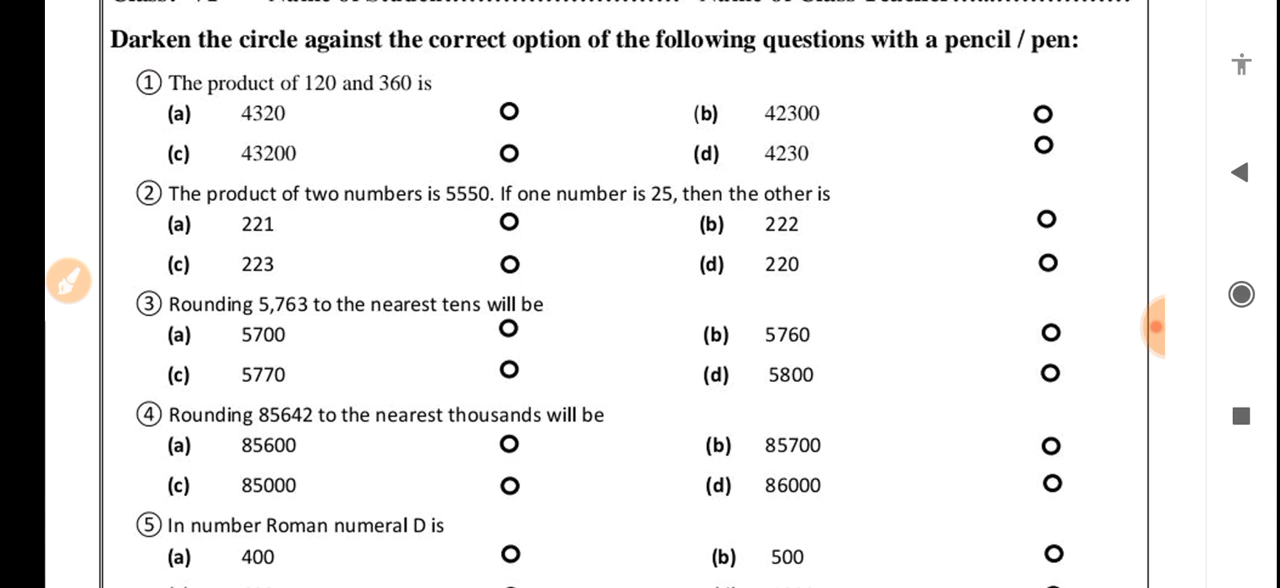 Darken the circle against the correct option of the following questions with a pencil / pen:
① The product of 120 and 360 is
(a) 4320 (b) 42300
(c) 43200 (d) 4230
② The product of two numbers is 5550. If one number is 25, then the other is
(a) 221 (b) 222
(c) 223 (d) 220
③ Rounding 5,763 to the nearest tens will be
(a) 5700 (b) 5760
(c) 5770 (d) 5800
④ Rounding 85642 to the nearest thousands will be
(a) 85600 (b) 85700
(c) 85000 (d) 86000
⑤ In number Roman numeral D is
(a) 400 (b) 500